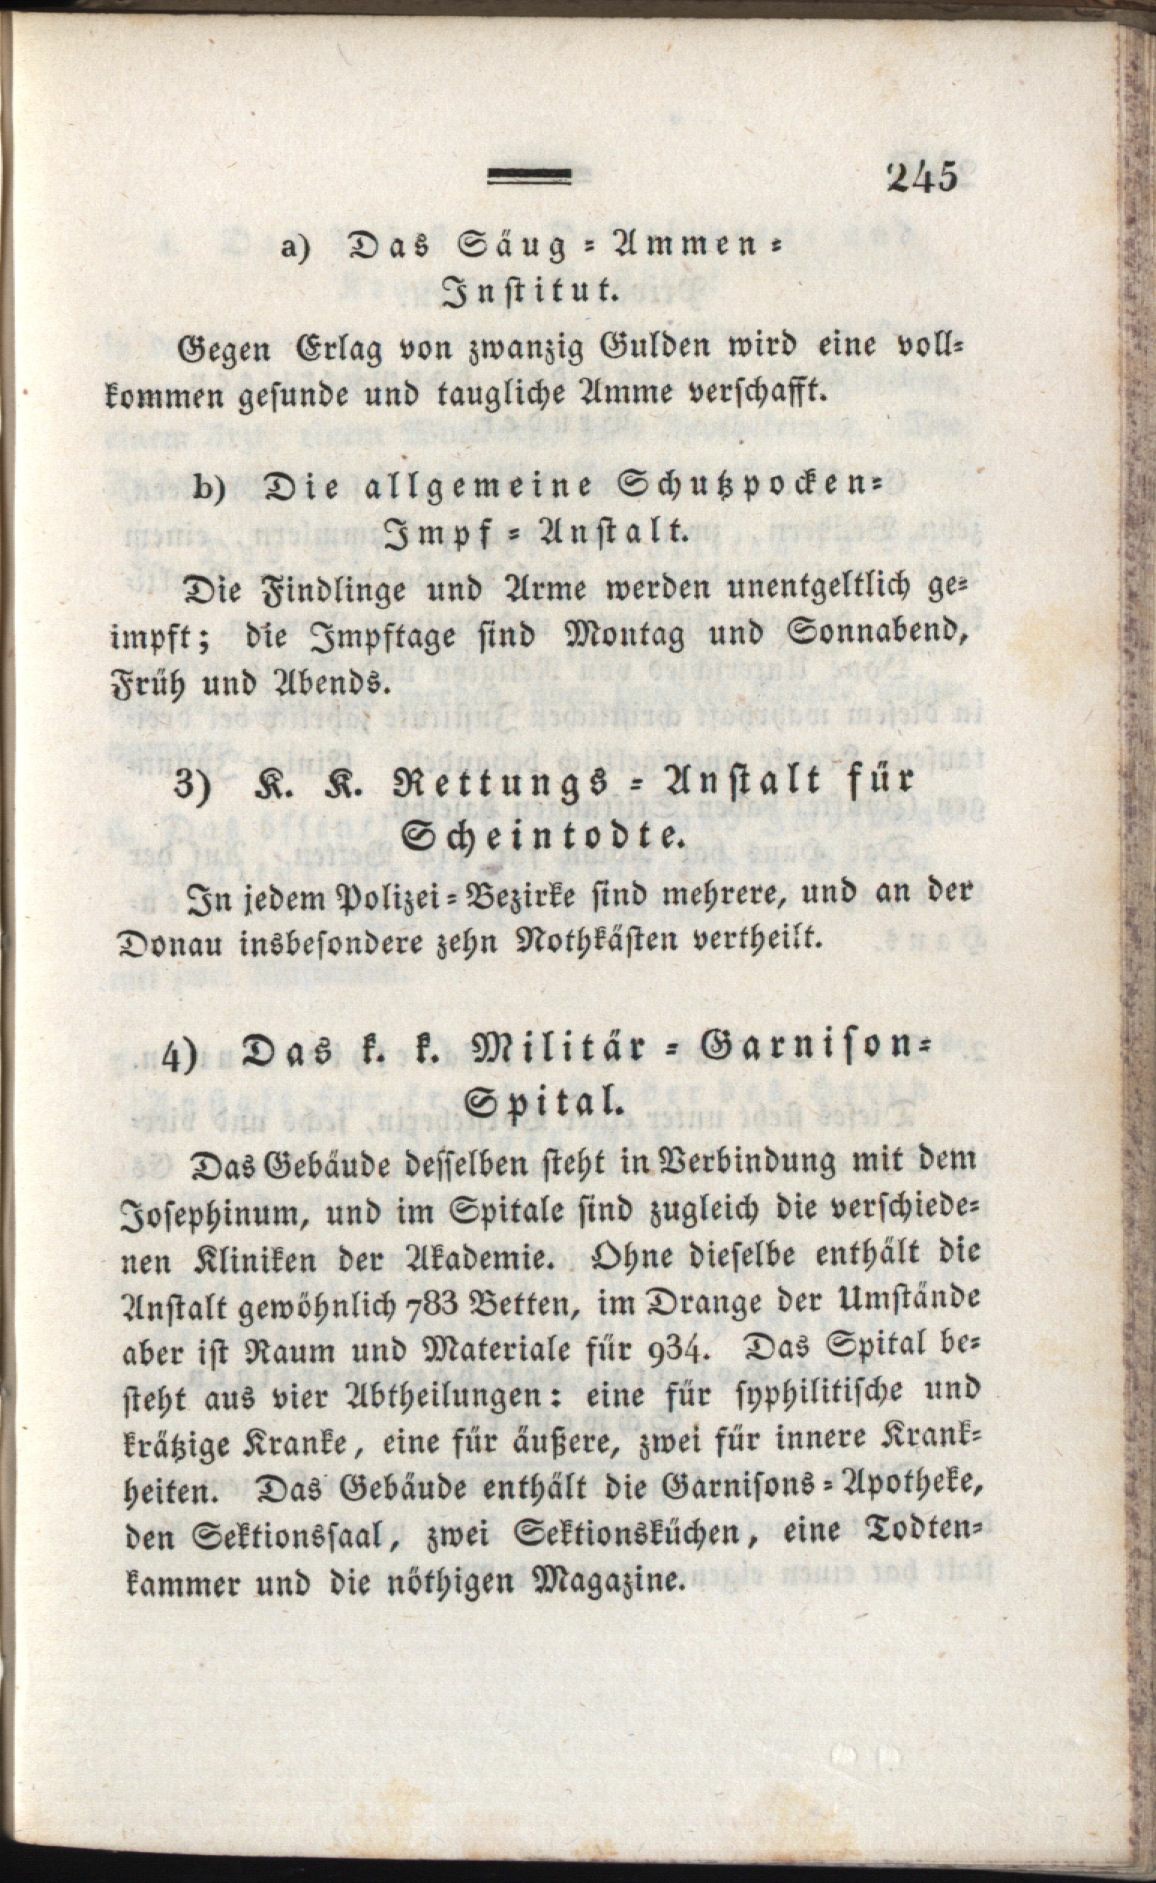 245
a) Das Säug-Ammen-
Institut.
Gegen Erlag von zwanzig Gulden wird eine voll-
kommen gesunde und taugliche Amme verschafft.
b) Die allgemeine Schutzpocken-
Impf-Anstalt.
Die Findlinge und Arme werden unentgeltlich ge-
impft; die Impftage sind Montag und Sonnabend,
Früh und Abends.
3) K. K. Rettungs-Anstalt für
Scheintodte.
In jedem Polizei-Bezirke sind mehrere, und an der
Donau insbesondere zehn Nothkästen vertheilt.
4) Das k. k. Militär-Garnison-
Spital.
Das Gebäude desselben steht in Verbindung mit dem
Josephinum, und im Spitale sind zugleich die verschiede-
nen Kliniken der Akademie. Ohne dieselbe enthält die
Anstalt gewöhnlich 783 Betten, im Drange der Umstände
aber ist Raum und Materiale für 934. Das Spital be-
steht aus vier Abtheilungen: eine für syphilitische und
krätzige Kranke, eine für äußere, zwei für innere Krank-
heiten. Das Gebäude enthält die Garnisons-Apotheke,
den Sektionssaal, zwei Sektionsküchen, eine Todten-
kammer und die nöthigen Magazine.